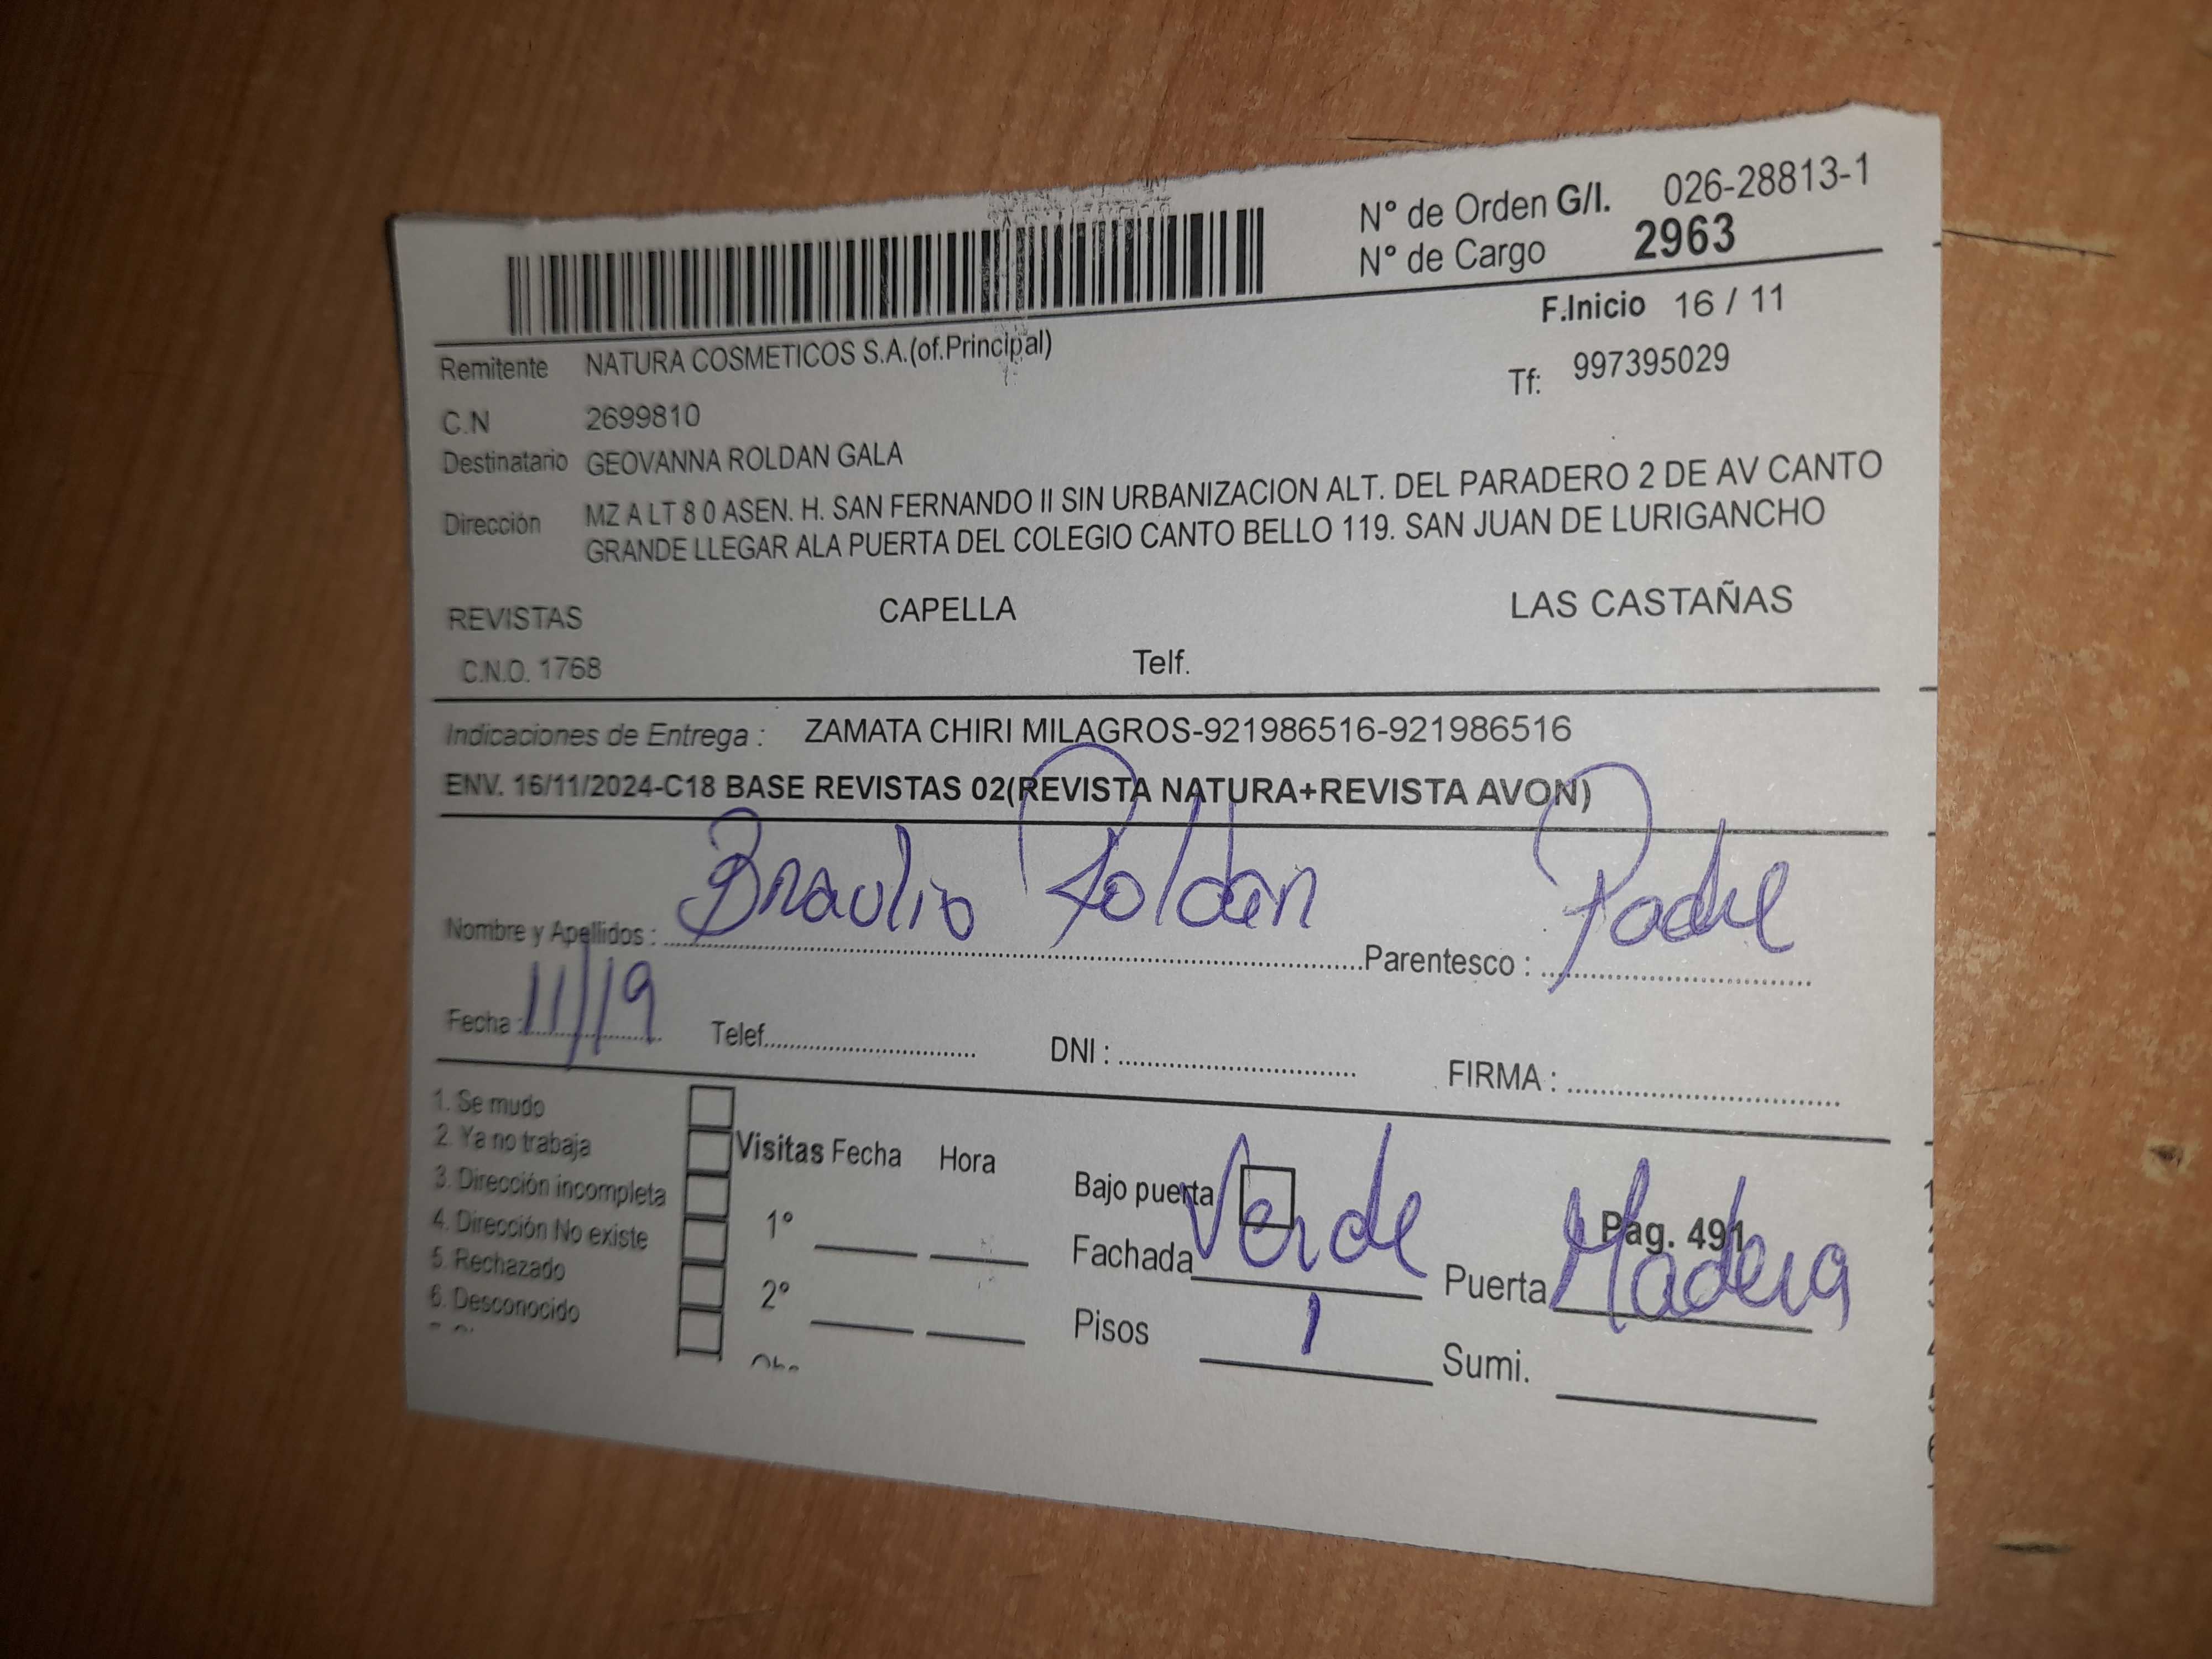 N° de Orden G/I. 026-28813-1
N° de Cargo 2963
F.Inicio 16 / 11
Remitente NATURA COSMETICOS S.A.(of.Principal)
Tf: 997395029
C.N 2699810
Destinatario GEOVANNA ROLDAN GALA
Dirección MZ A LT 8 0 ASEN. H. SAN FERNANDO II SIN URBANIZACION ALT. DEL PARADERO 2 DE AV CANTO
GRANDE LLEGAR ALA PUERTA DEL COLEGIO CANTO BELLO 119. SAN JUAN DE LURIGANCHO
REVISTAS CAPELLA LAS CASTAÑAS
C.N.O. 1768 Telf.
Indicaciones de Entrega : ZAMATA CHIRI MILAGROS-921986516-921986516
ENV. 16/11/2024-C18 BASE REVISTAS 02(REVISTA NATURA+REVISTA AVON)
Nombre y Apellidos : Braulio Roldan Parentesco : Padre
Fecha : 11/19 Telef. DNI : FIRMA :
1. Se mudo
2. Ya no trabaja
3. Dirección incompleta
4. Dirección No existe
5. Rechazado
6. Desconocido
Visitas Fecha Hora
1°
2°
Bajo puerta
Pag. 491
Fachada Verde Puerta Madera
Pisos 1 Sumi.